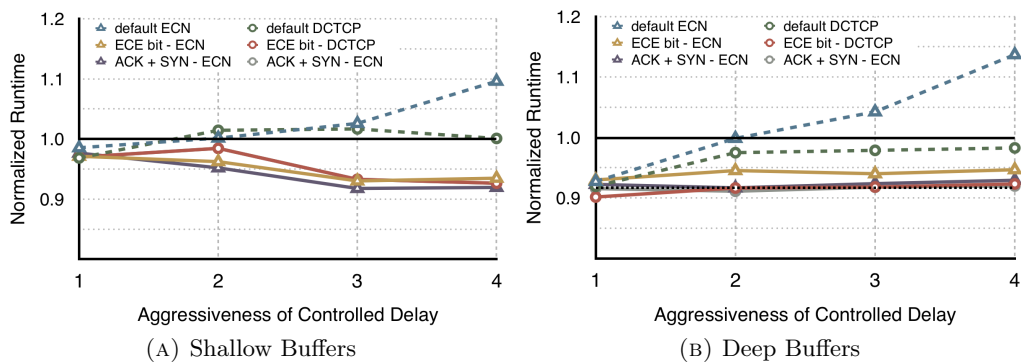 1.2
default ECN default DCTCP
ECE bit - ECN ECE bit - DCTCP
ACK + SYN - ECN ACK + SYN - ECN
1.1
1.0
0.9
Normalized Runtime
1 2 3 4
Aggressiveness of Controlled Delay
(A) Shallow Buffers
1.2
default ECN default DCTCP
ECE bit - ECN ECE bit - DCTCP
ACK + SYN - ECN ACK + SYN - ECN
1.1
1.0
0.9
Normalized Runtime
1 2 3 4
Aggressiveness of Controlled Delay
(B) Deep Buffers